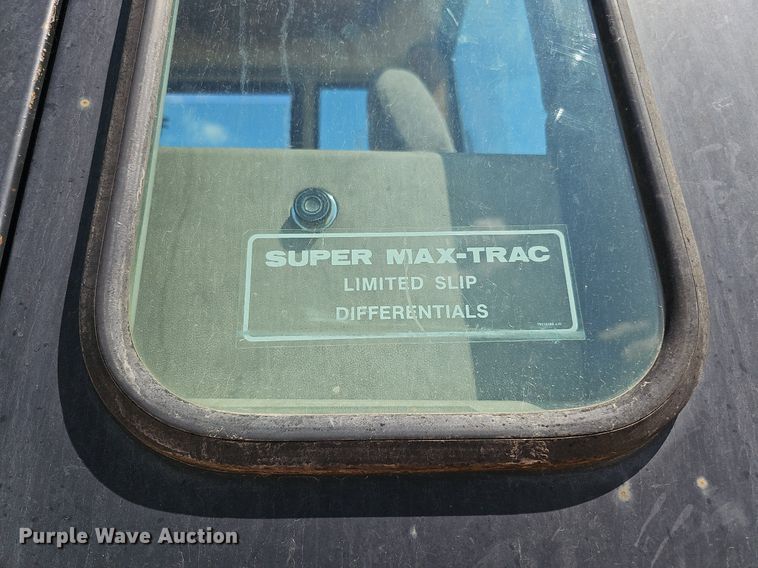 SUPER MAX-TRAC
LIMITED SLIP
DIFFERENTIALS
Purple Wave Auction